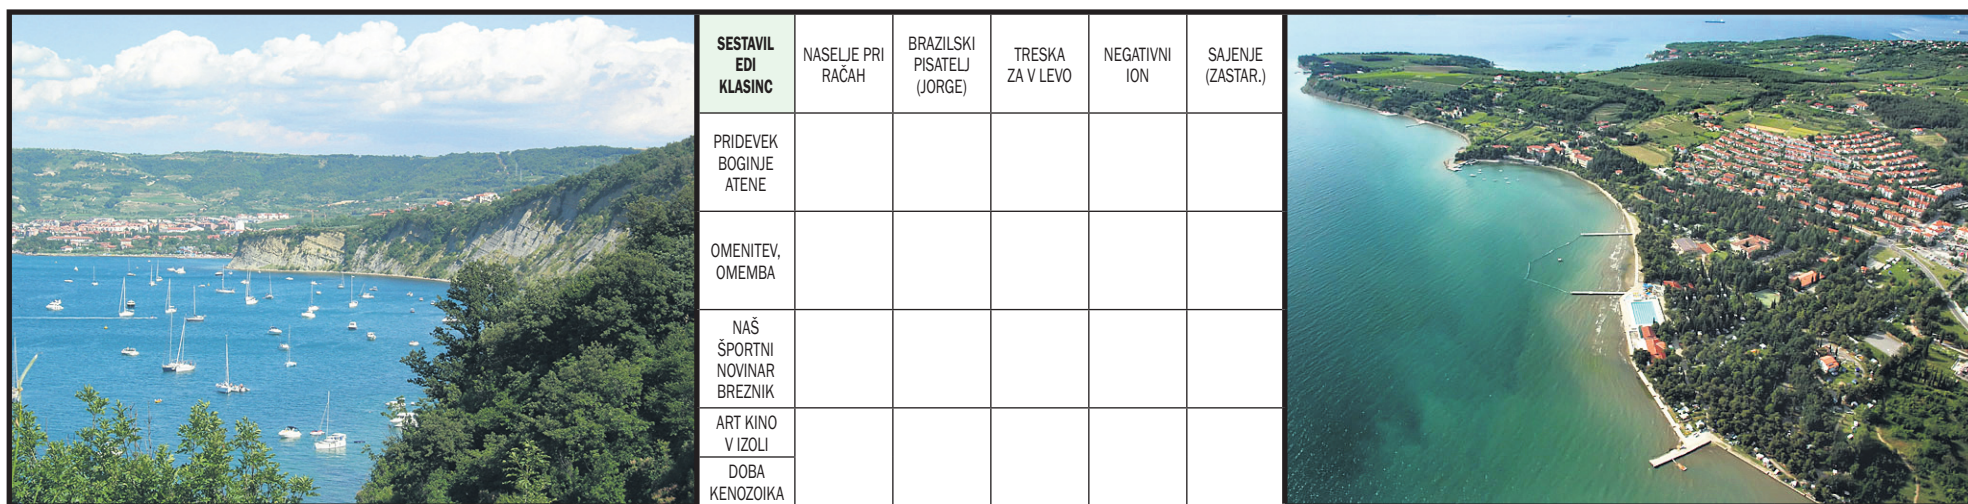 SESTAVIL
EDI
KLASINC
NASELJE PRI
RAČAH
BRAZILSKI
PISATELJ
(JORGE)
TRESKA
ZA V LEVO
NEGATIVNI
ION
SAJENJE
(ZASTAR.)
PRIDEVEK
BOGINJE
ATENE
OMENITEV,
OMEMBA
NAŠ
ŠPORTNI
NOVINAR
BREZNIK
ART KINO
V IZOLI
DOBA
KENOZOIKA